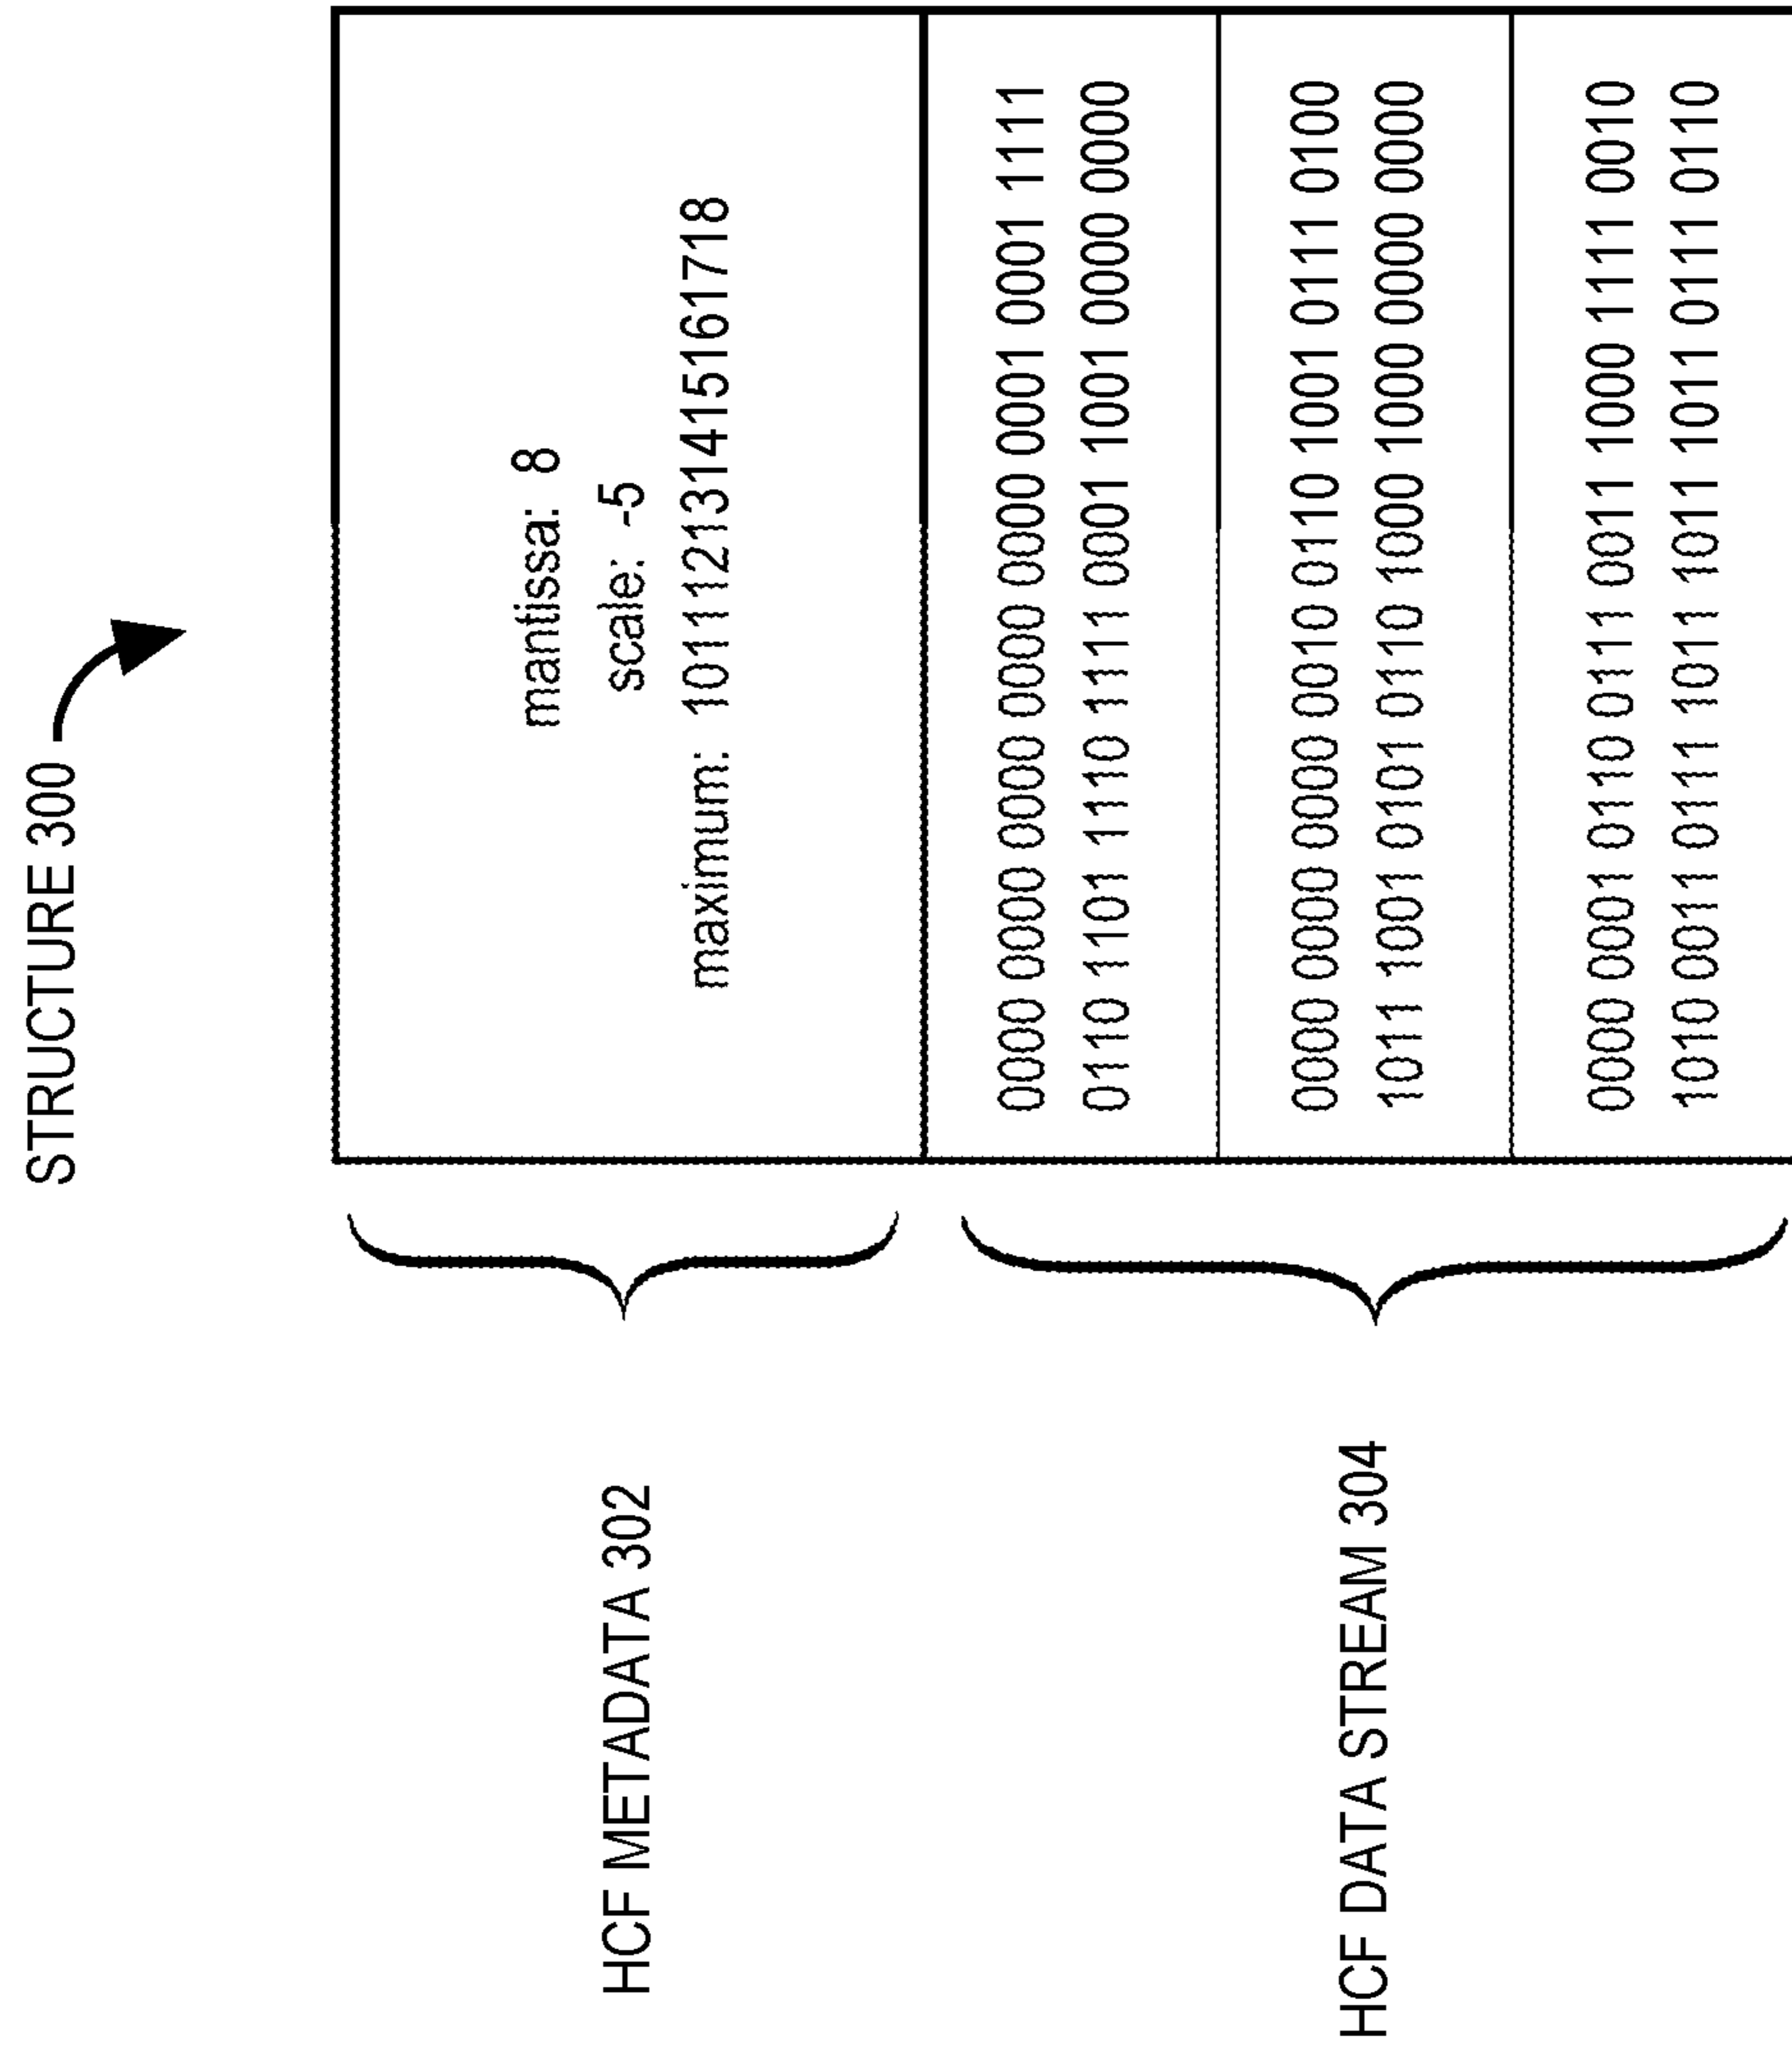 STRUCTURE 300
HCF METADATA 302
mantissa: 8
scale: -5
maximum: 101112131415161718
HCF DATA STREAM 304
0000 0000 0000 0000 0000 0001 0001 1111
0110 1101 1110 1111 0011 1001 0000 0000
0000 0000 0000 0010 0110 1001 0111 0100
1011 1001 0101 0110 1000 1000 0000 0000
0000 0001 0110 0111 0011 1000 1111 0010
1010 0011 0111 1011 1011 1011 0111 0110